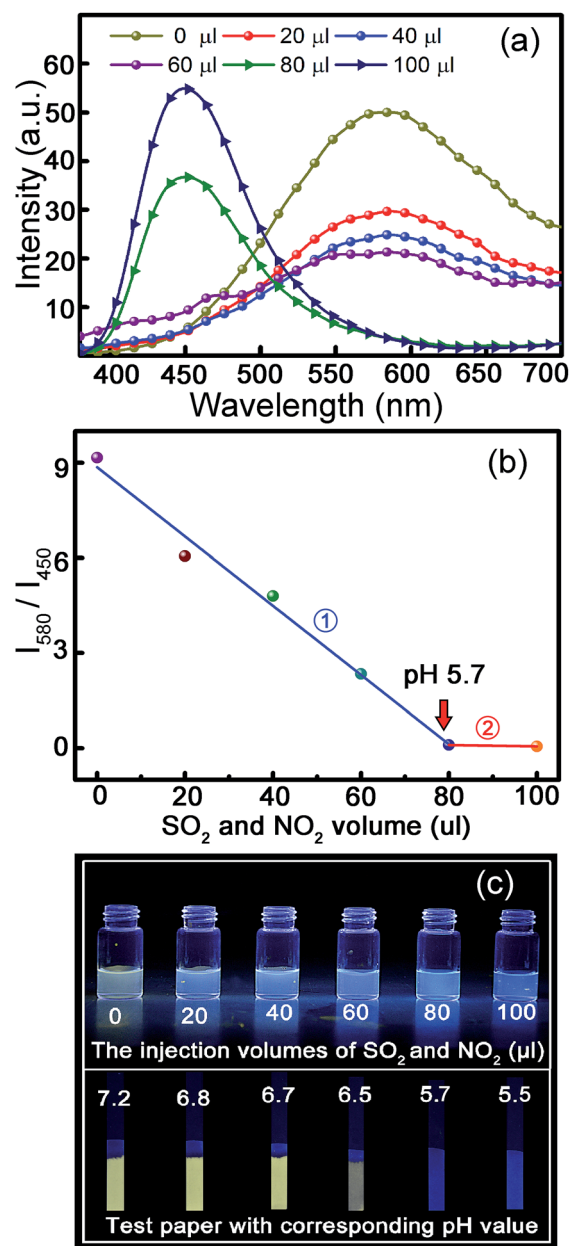 0 μl 20 μl 40 μl (a)
60 μl 80 μl 100 μl
60
50
40
30
20
10
Intensity (a.u.)
400 450 500 550 600 650 700
Wavelength (nm)
(b)
9
6
3
0
I580 / I450
①
pH 5.7
②
0 20 40 60 80 100
SO2 and NO2 volume (ul)
(c)
0 20 40 60 80 100
The injection volumes of SO2 and NO2 (μl)
7.2 6.8 6.7 6.5 5.7 5.5
Test paper with corresponding pH value